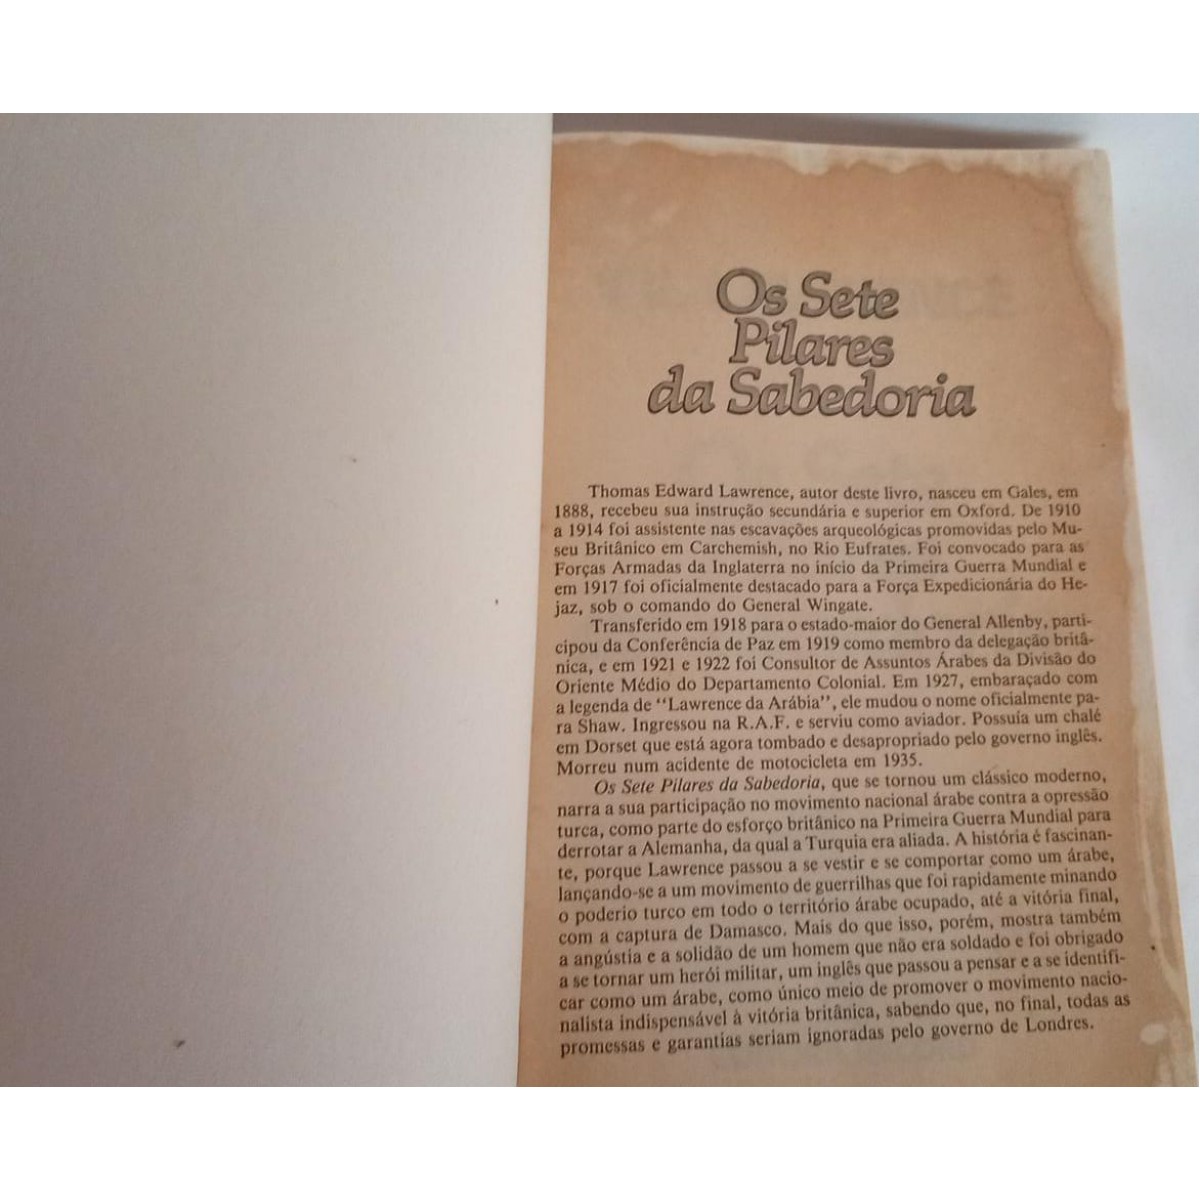 Os Sete
Pilares
da Sabedoria
Thomas Edward Lawrence, autor deste livro, nasceu em Gales, em
1888, recebeu sua instrução secundária e superior em Oxford. De 1910
a 1914 foi assistente nas escavações arqueológicas promovidas pelo Mu-
seu Britânico em Carchemish, no Rio Eufrates. Foi convocado para as
Forças Armadas da Inglaterra no início da Primeira Guerra Mundial e
em 1917 foi oficialmente destacado para a Força Expedicionária do He-
jaz, sob o comando do General Wingate.
Transferido em 1918 para o estado-maior do General Allenby, parti-
cipou da Conferência de Paz em 1919 como membro da delegação britâ-
nica, e em 1921 e 1922 foi Consultor de Assuntos Árabes da Divisão do
Oriente Médio do Departamento Colonial. Em 1927, embaraçado com
a legenda de "Lawrence da Arábia", ele mudou o nome oficialmente pa-
ra Shaw. Ingressou na R.A.F. e serviu como aviador. Possuía um chalé
em Dorset que está agora tombado e desapropriado pelo governo inglês.
Morreu num acidente de motocicleta em 1935.
Os Sete Pilares da Sabedoria, que se tornou um clássico moderno,
narra a sua participação no movimento nacional árabe contra a opressão
turca, como parte do esforço britânico na Primeira Guerra Mundial para
derrotar a Alemanha, da qual a Turquia era aliada. A história é fascinan-
te, porque Lawrence passou a se vestir e se comportar como um árabe,
lançando-se a um movimento de guerrilhas que foi rapidamente minando
o poderio turco em todo o território árabe ocupado, até a vitória final,
com a captura de Damasco. Mais do que isso, porém, mostra também
a angústia e a solidão de um homem que não era soldado e foi obrigado
a se tornar um herói militar, um inglês que passou a pensar e a se identifi-
car como um árabe, como único meio de promover o movimento nacio-
nalista indispensável à vitória britânica, sabendo que, no final, todas as
promessas e garantias seriam ignoradas pelo governo de Londres.